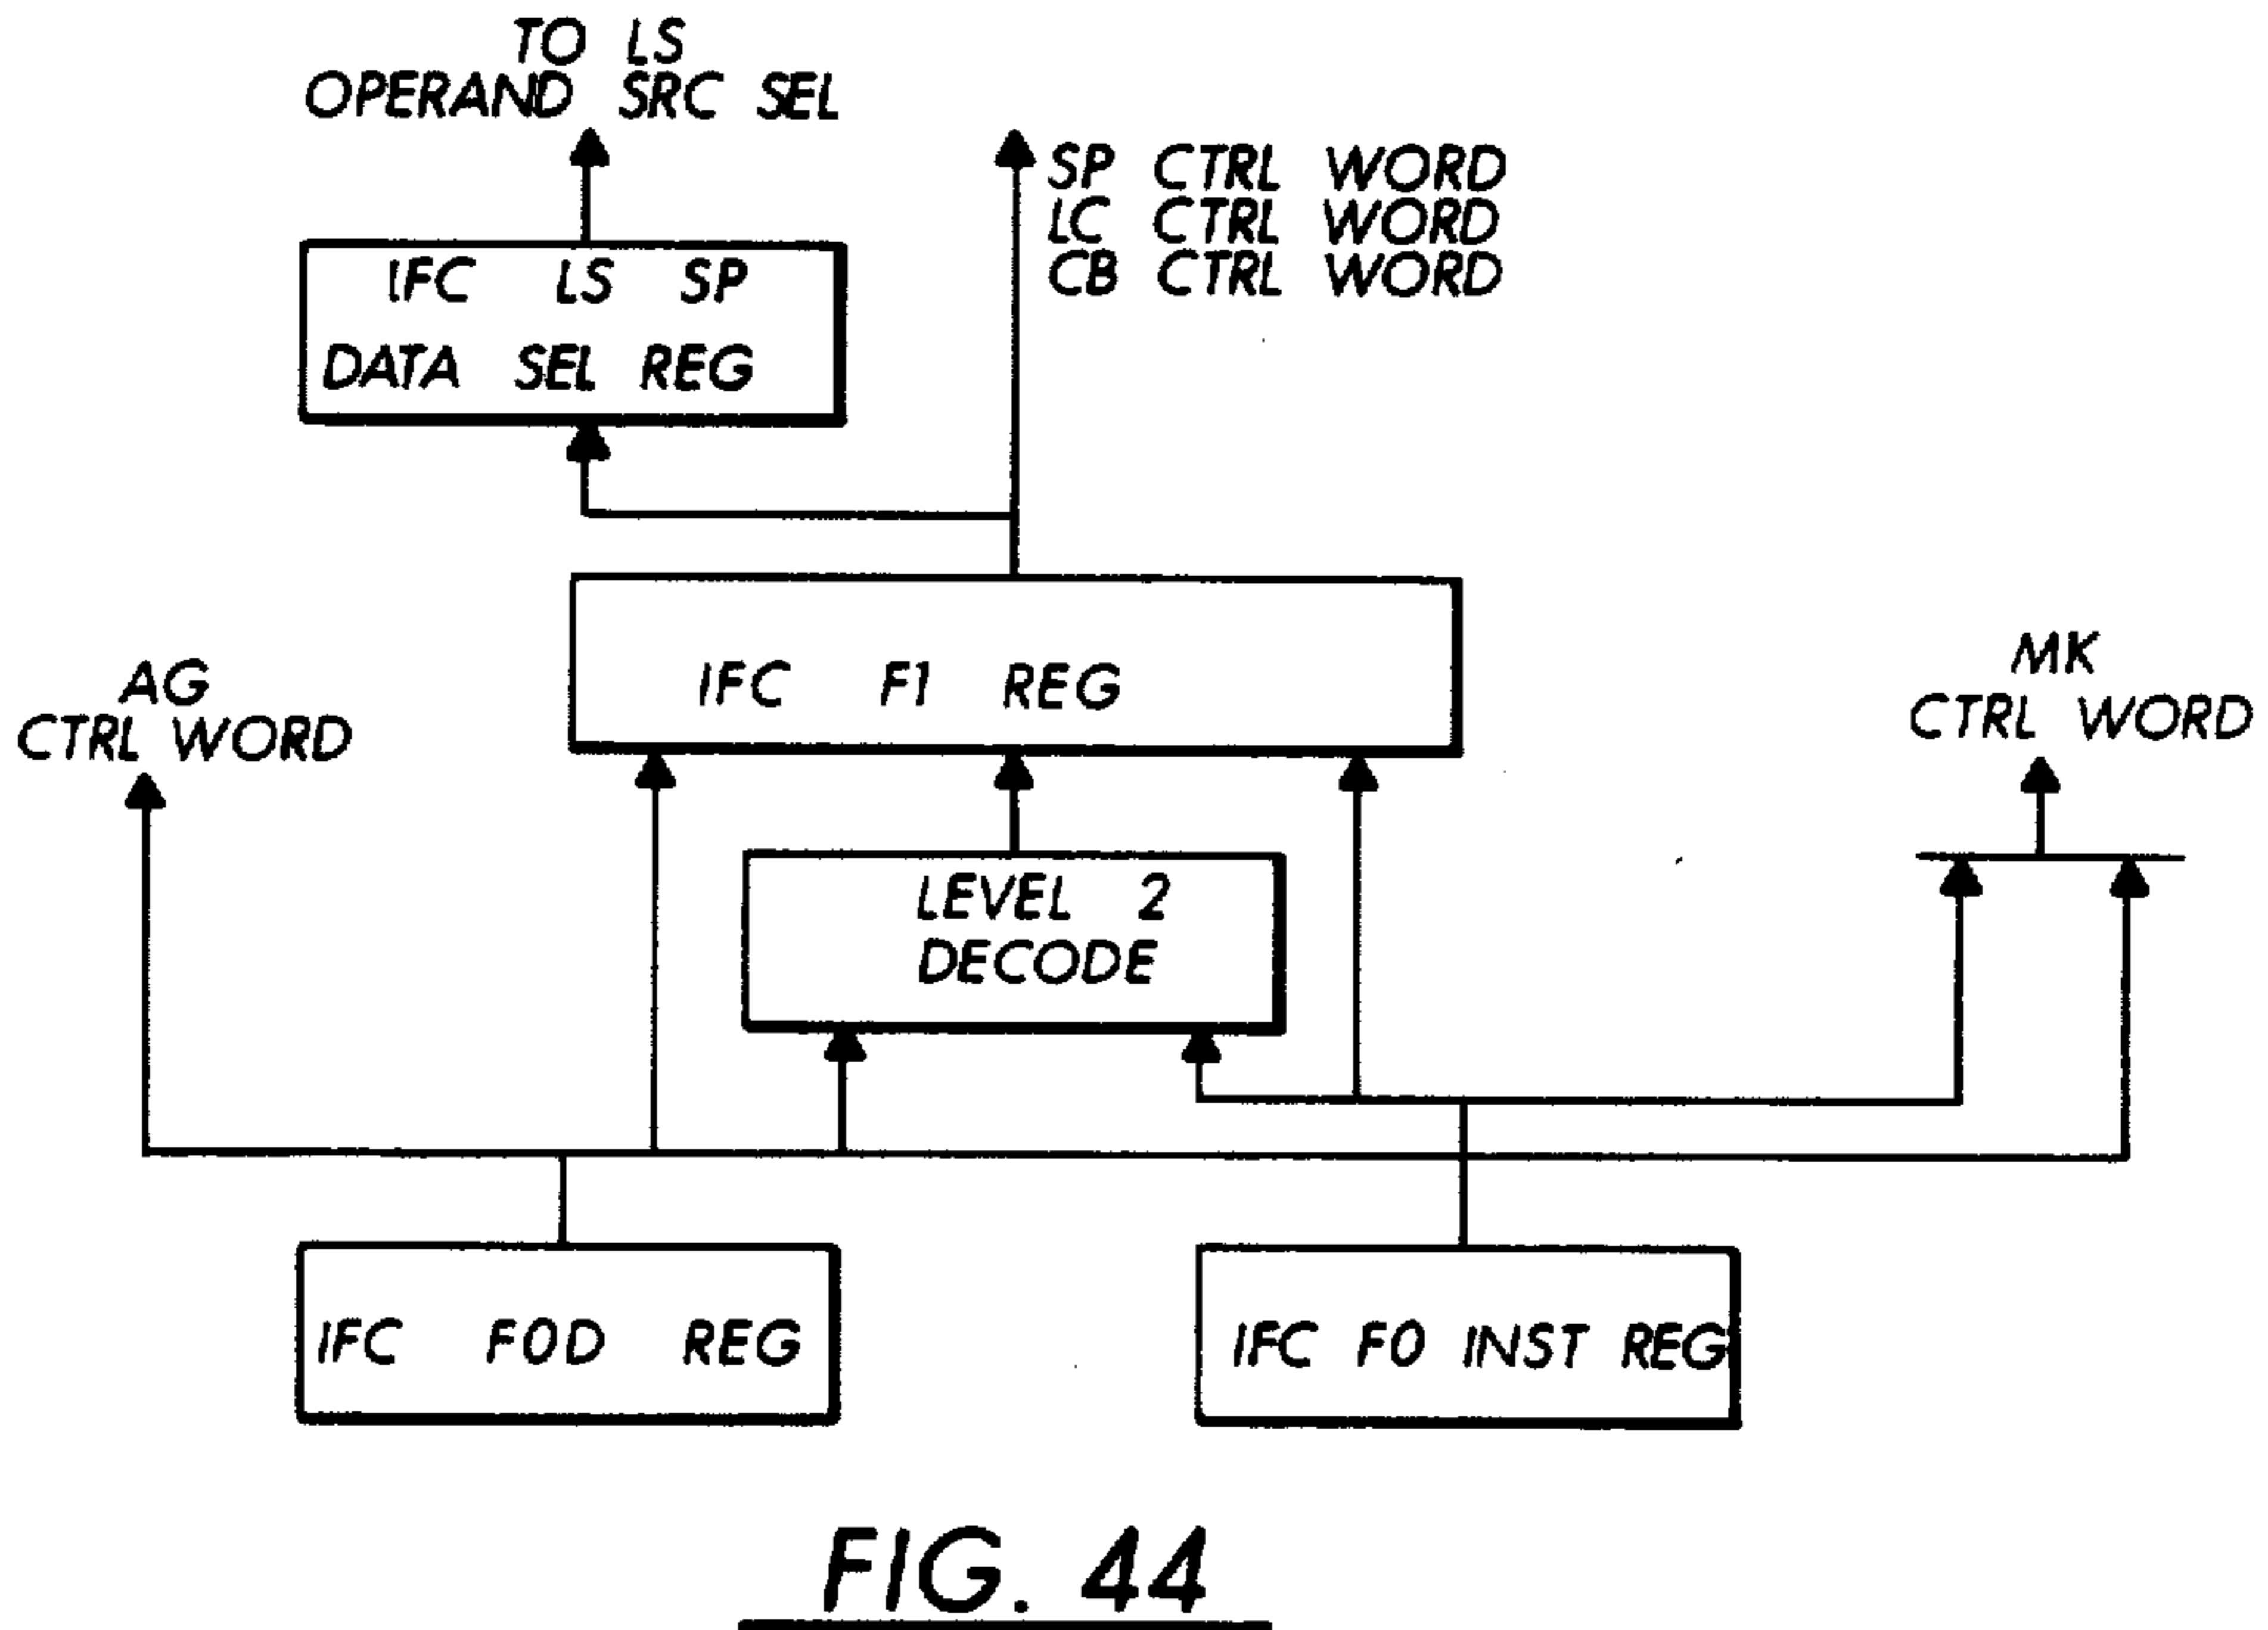 TO LS
OPERAND SRC SEL
SP CTRL WORD
LC CTRL WORD
CB CTRL WORD
IFC LS SP
DATA SEL REG
IFC F1 REG
AG
CTRL WORD
MK
CTRL WORD
LEVEL 2
DECODE
IFC F0D REG
IFC F0 INST REG
FIG. 44